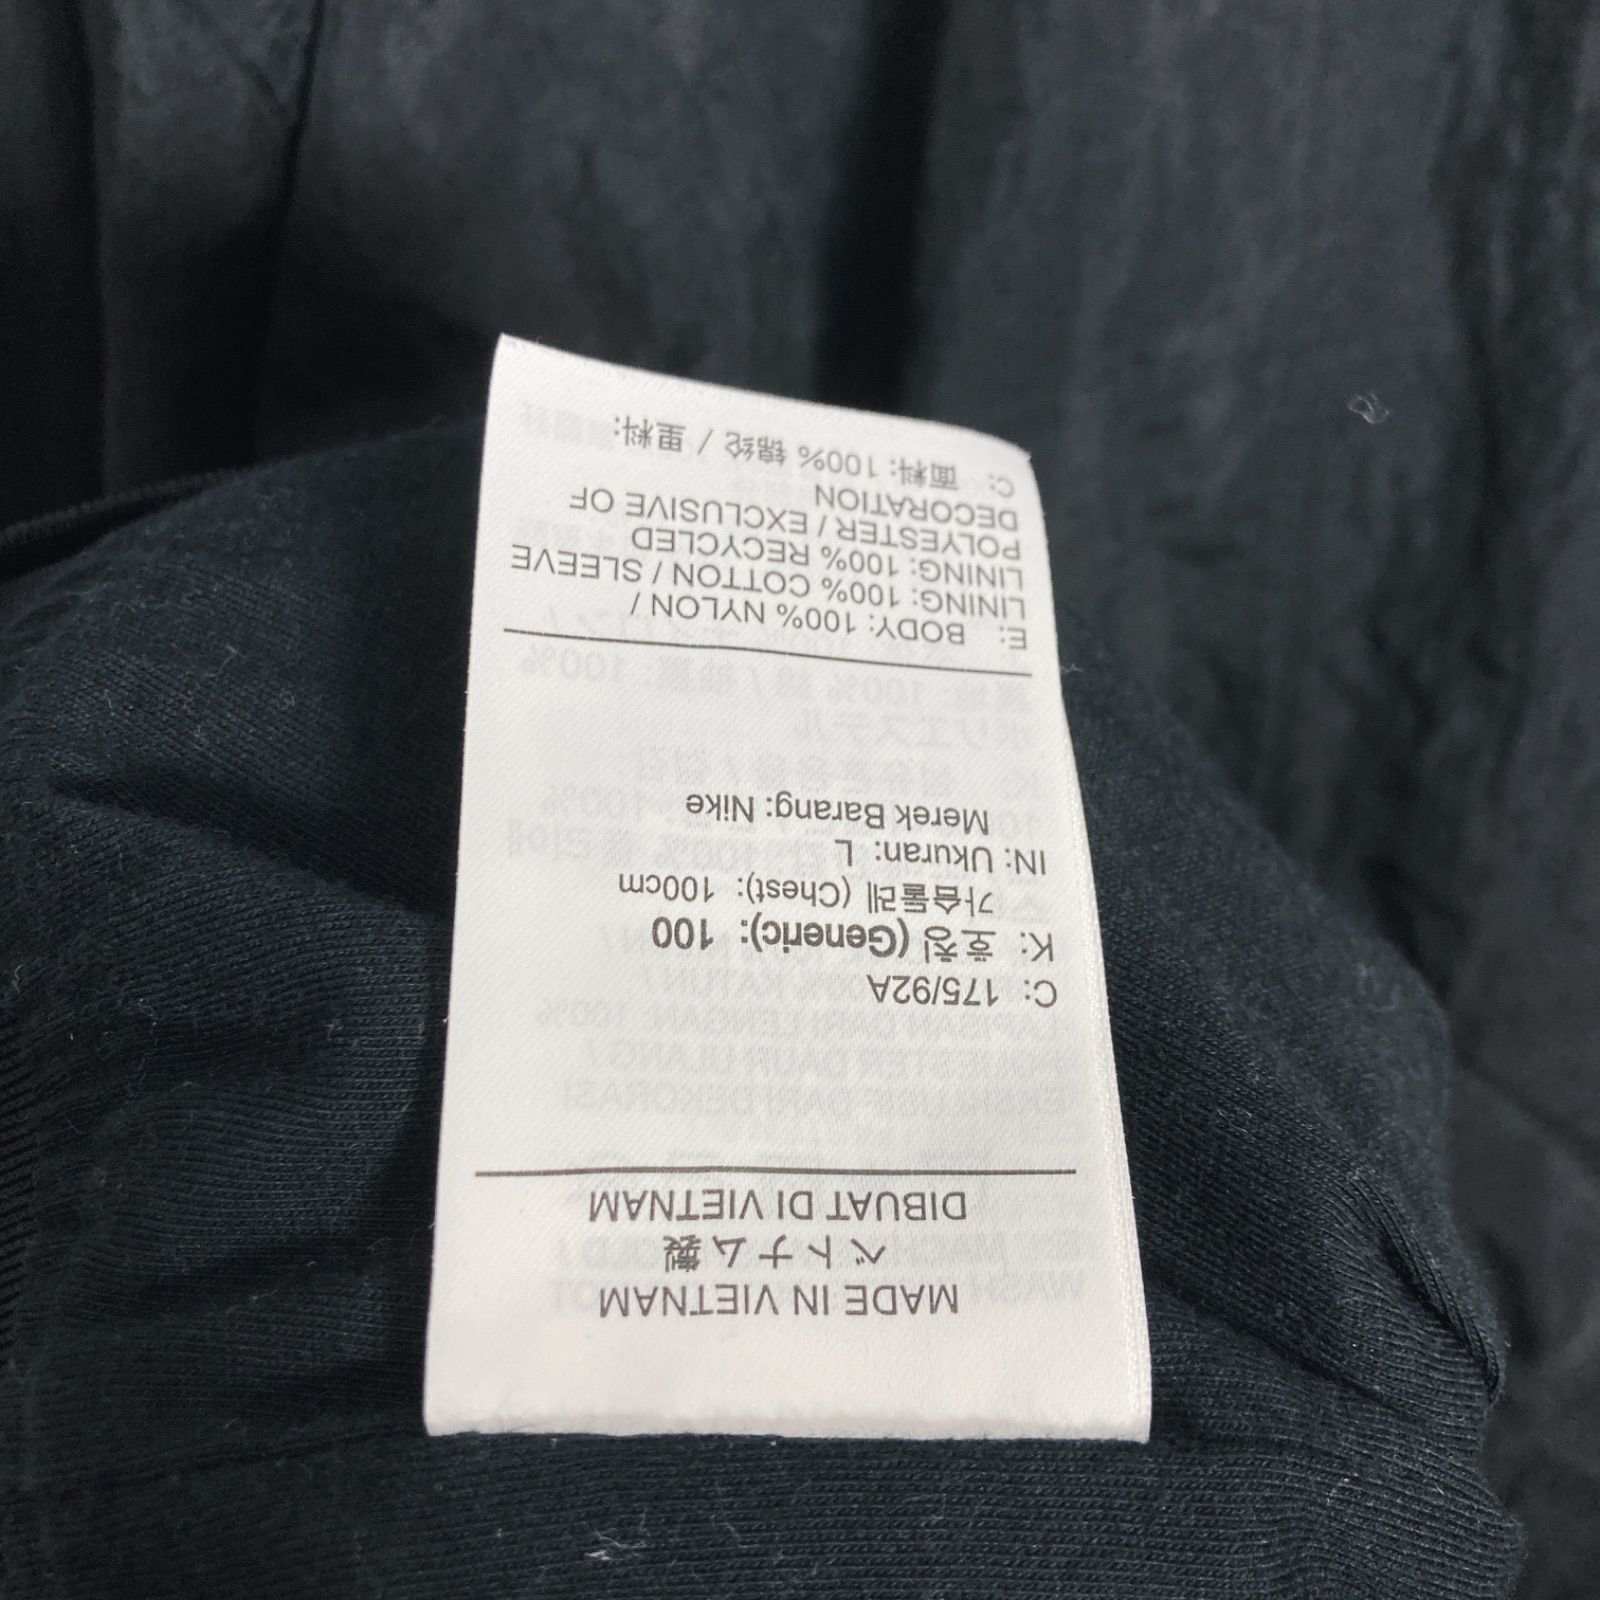 MADE IN VIETNAM
ベトナム製
DIBUAT DI VIETNAM
C: 175/92A
K: 호칭 (Generic): 100
가슴둘레 (Chest): 100cm
IN: Ukuran: L
Merek Barang: Nike
E: BODY: 100% NYLON /
LINING: 100% COTTON / SLEEVE
LINING: 100% RECYCLED
POLYESTER / EXCLUSIVE OF
DECORATION
C: 面料: 100% 锦纶 / 里料: